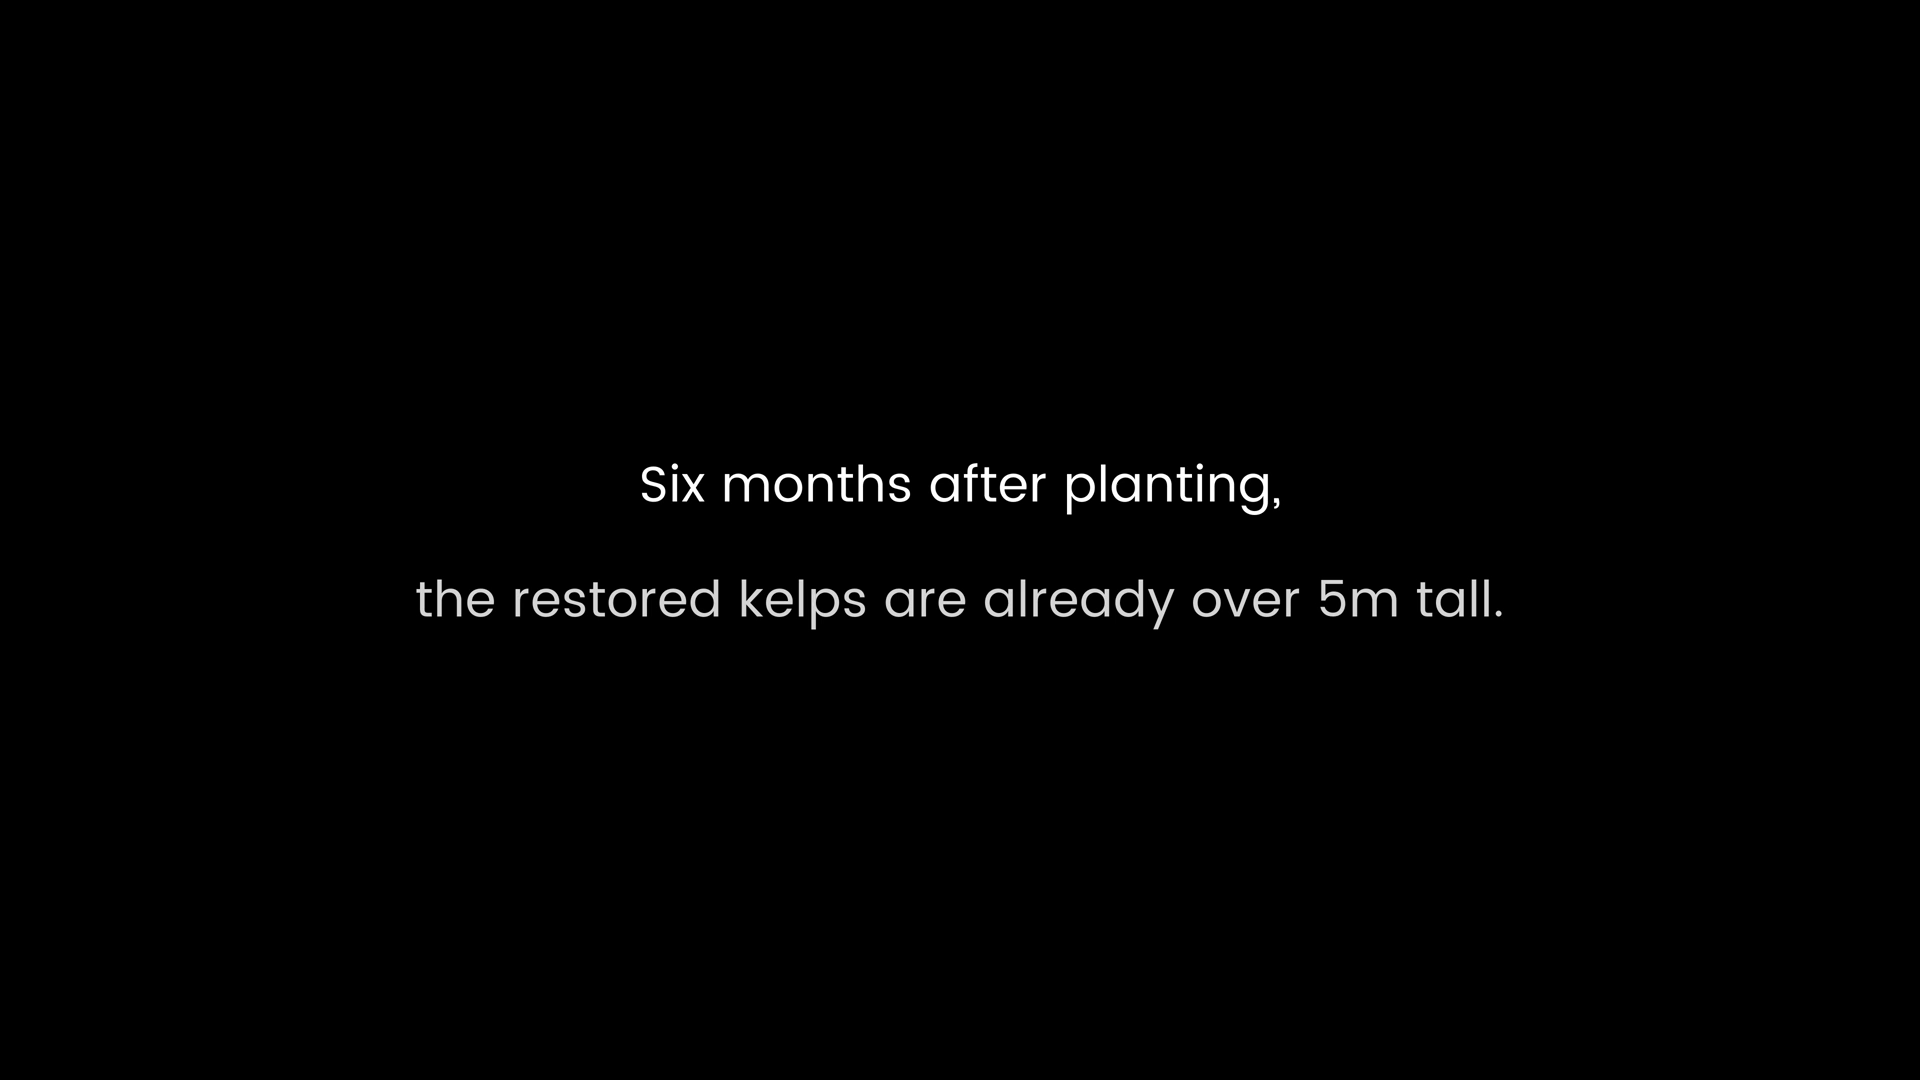 Six months after planting,
the restored kelps are already over 5m tall.